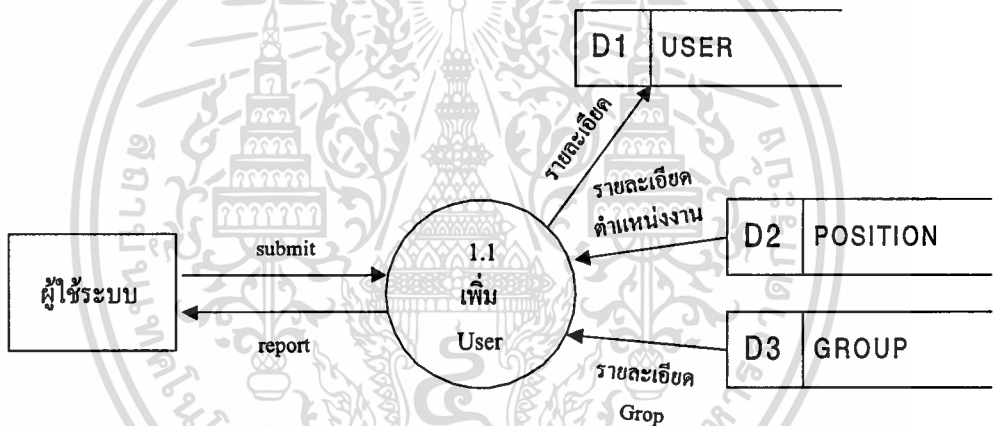 D1 USER
รายละเอียด
รายละเอียด
ตำแหน่งงาน
D2 POSITION
1.1
เพิ่ม
User
ผู้ใช้ระบบ
submit
report
D3 GROUP
รายละเอียด
Grop